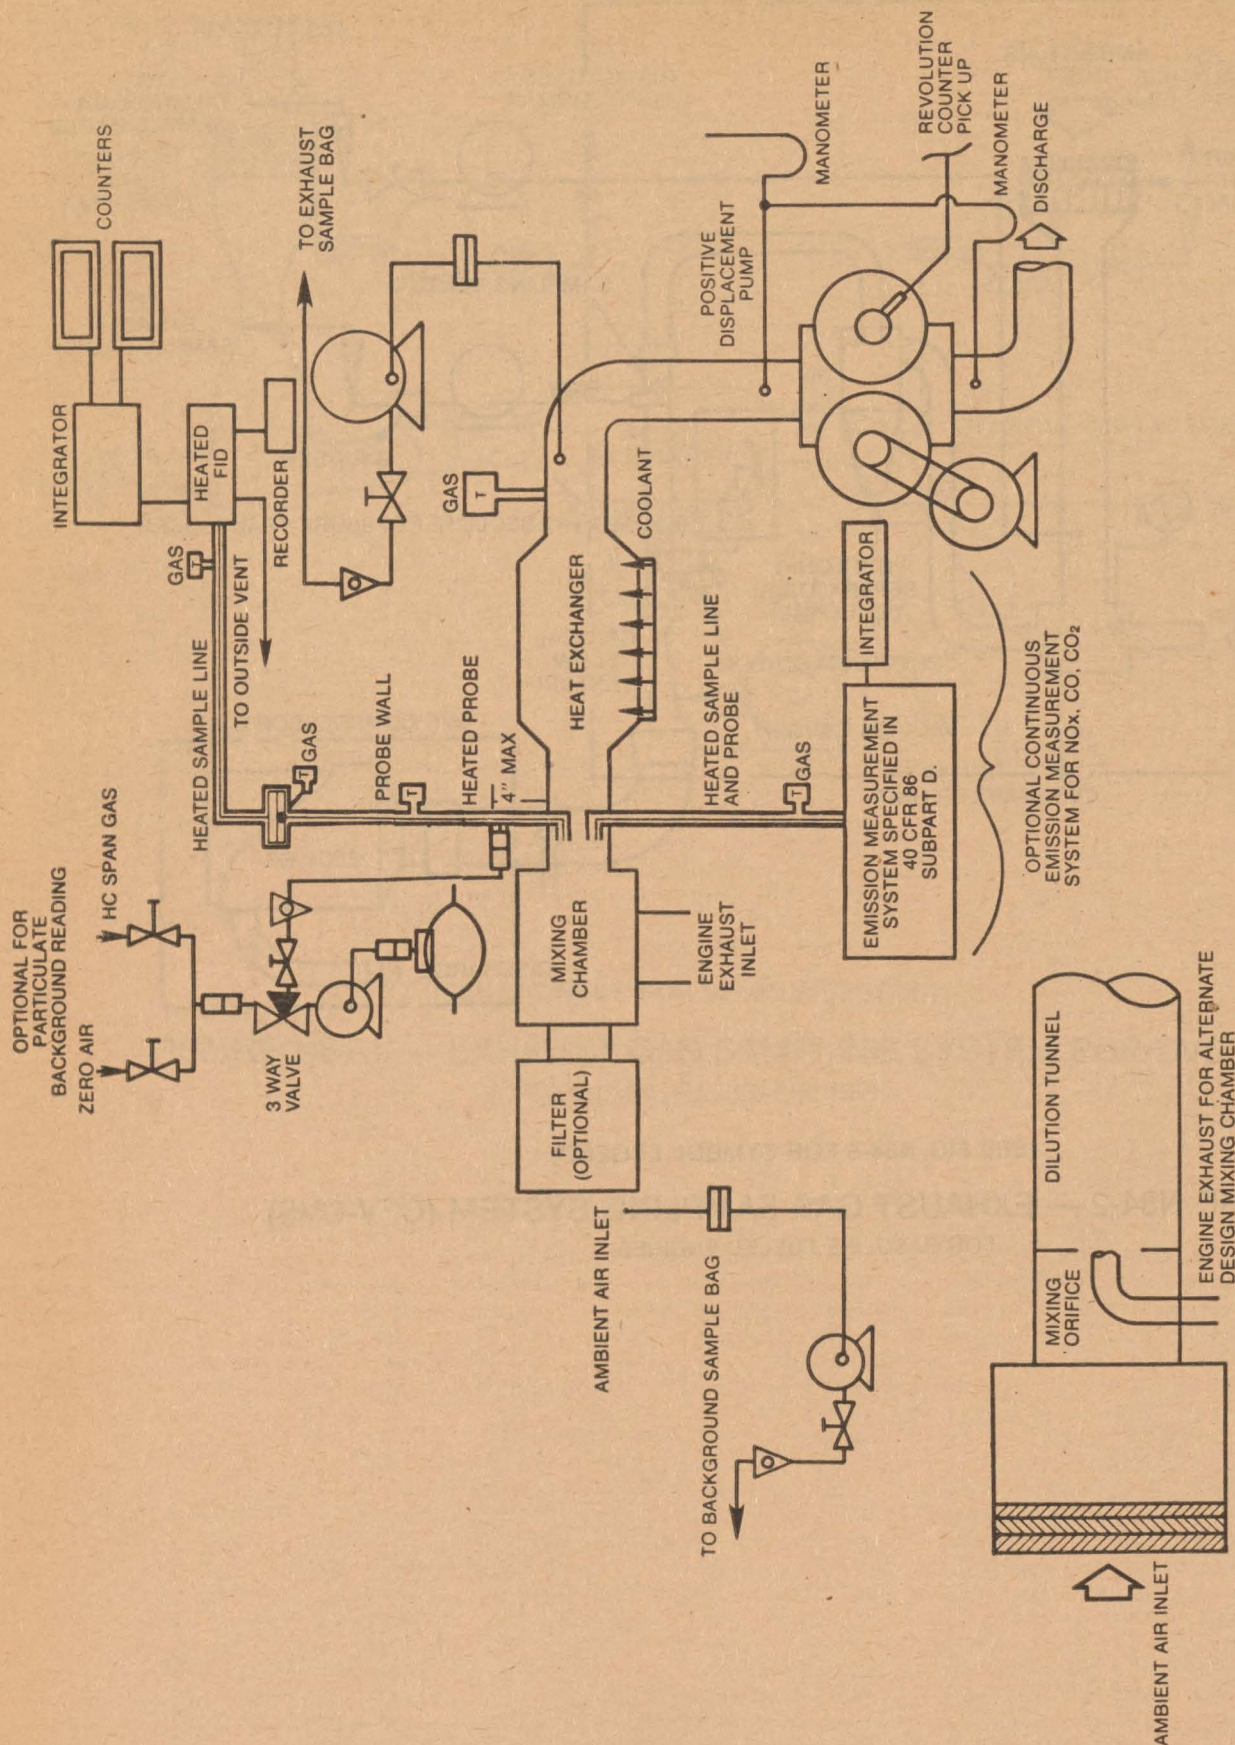 OPTIONAL FOR
PARTICULATE
BACKGROUND READING
ZERO AIR
HC SPAN GAS
3 WAY
VALVE
HEATED SAMPLE LINE
GAS
TO OUTSIDE VENT
INTEGRATOR
COUNTERS
HEATED
FID
RECORDER
TO EXHAUST
SAMPLE BAG
T
T
GAS
PROBE WALL
T
HEATED PROBE
4" MAX
GAS
T
FILTER
(OPTIONAL)
MIXING
CHAMBER
HEAT EXCHANGER
COOLANT
AMBIENT AIR INLET
ENGINE
EXHAUST
INLET
HEATED SAMPLE LINE
AND PROBE
T
GAS
POSITIVE
DISPLACEMENT
PUMP
MANOMETER
REVOLUTION
COUNTER
PICK UP
MANOMETER
DISCHARGE
TO BACKGROUND SAMPLE BAG
EMISSION MEASUREMENT
SYSTEM SPECIFIED IN
40 CFR 86
SUBPART D.
INTEGRATOR
OPTIONAL CONTINUOUS
EMISSION MEASUREMENT
SYSTEM FOR NOx, CO, CO₂
MIXING
ORIFICE
DILUTION TUNNEL
AMBIENT AIR INLET
ENGINE EXHAUST FOR ALTERNATE
DESIGN MIXING CHAMBER